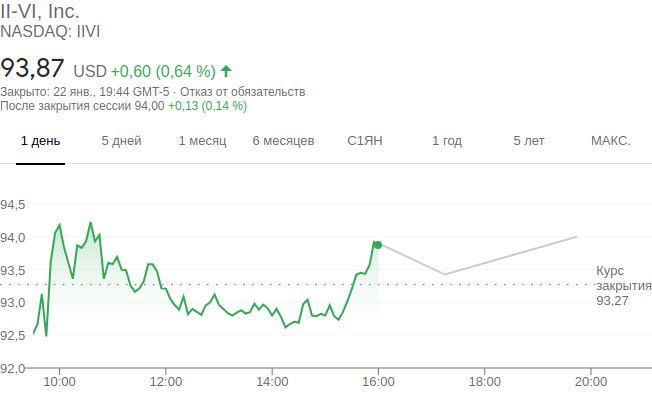 II-VI, Inc.
NASDAQ: IIVI
93,87 USD +0,60 (0,64 %)
Закрыто: 22 янв., 19:44 GMT-5 · Отказ от обязательств
После закрытия сессии 94,00 +0,13 (0,14 %)
1 день 5 дней 1 месяц 6 месяцев С1ЯН 1 год 5 лет МАКС.
94,5
94,0
93,5
93,0
92,5
92,0
Курс
закрытия
93,27
10:00 12:00 14:00 16:00 18:00 20:00